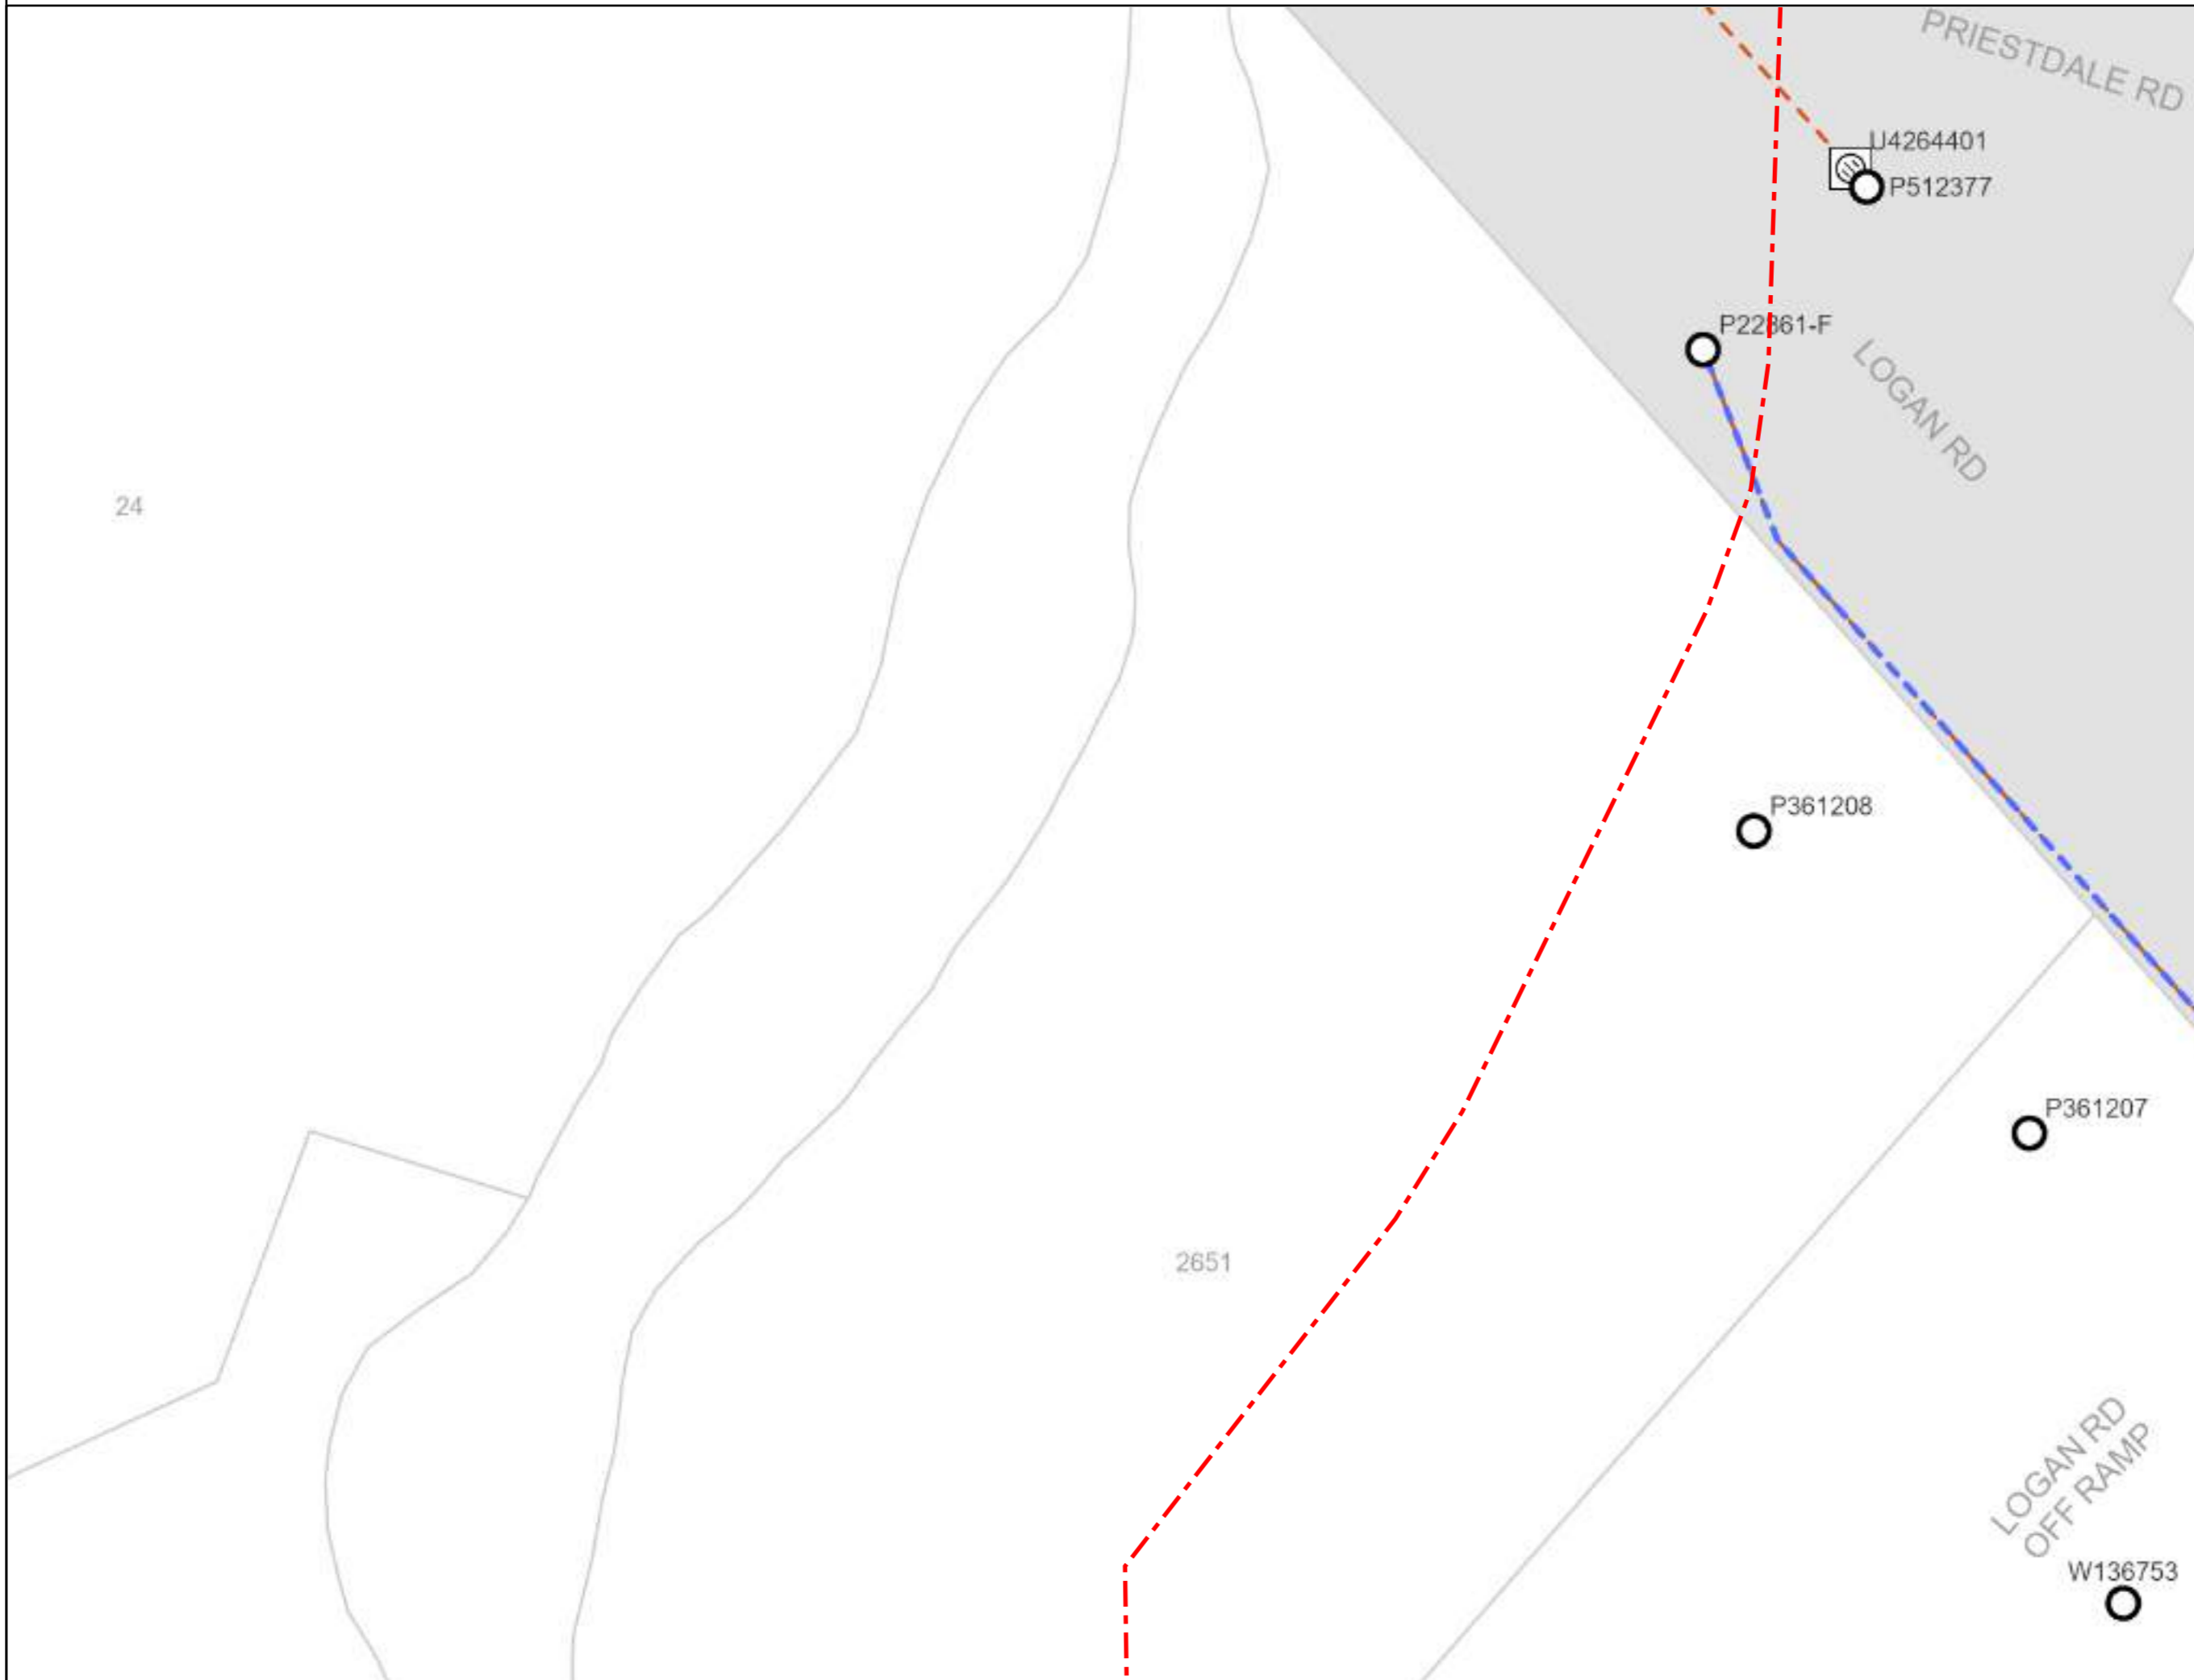 PRIESTDALE RD
U4264401
P512377
P22861-F
LOGAN RD
24
P361208
P361207
2651
LOGAN RD
OFF RAMP
W136753